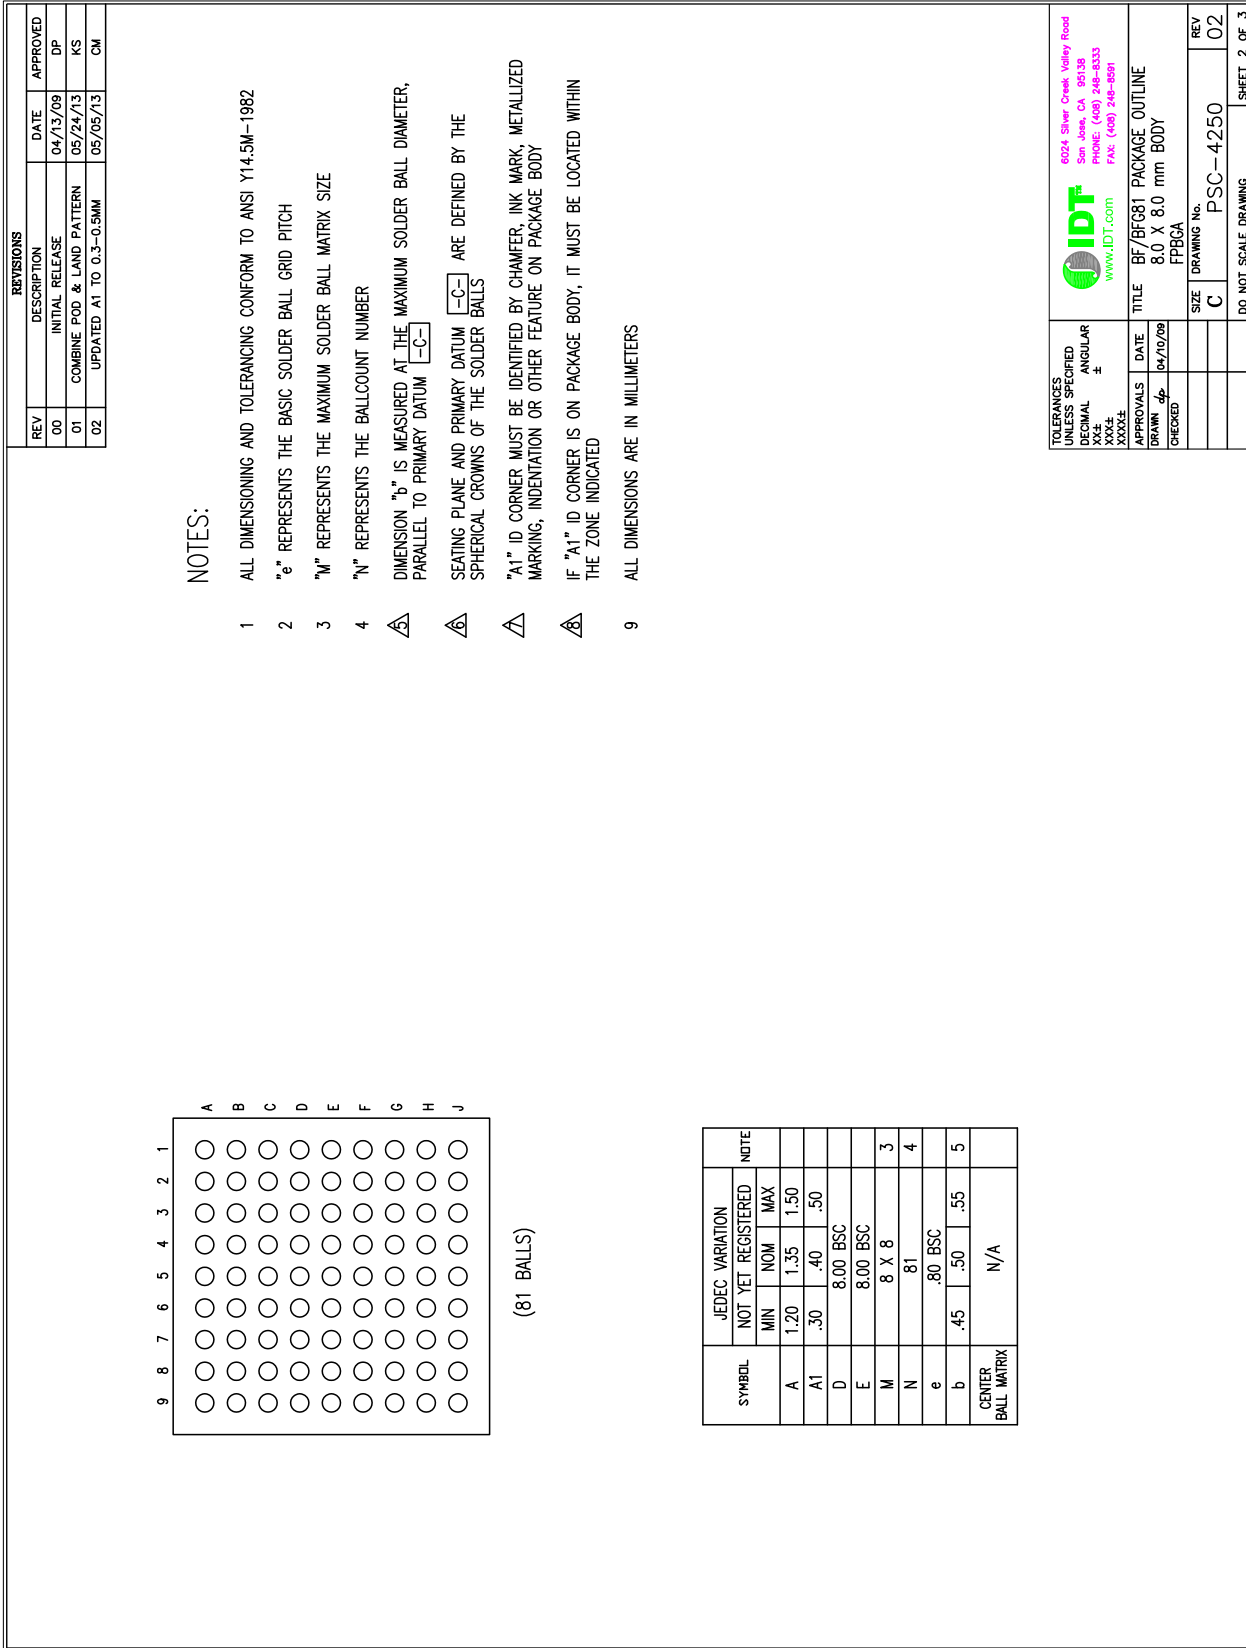 REVISIONS
REV DESCRIPTION DATE APPROVED
00 INITIAL RELEASE 04/13/09 DP
01 COMBINE POD & LAND PATTERN 05/24/13 KS
02 UPDATED A1 TO 0.3-0.5MM 05/05/13 CM
NOTES:
1 ALL DIMENSIONING AND TOLERANCING CONFORM TO ANSI Y14.5M-1982
2 "e" REPRESENTS THE BASIC SOLDER BALL GRID PITCH
3 "M" REPRESENTS THE MAXIMUM SOLDER BALL MATRIX SIZE
4 "N" REPRESENTS THE BALLCOUNT NUMBER
5 DIMENSION "b" IS MEASURED AT THE MAXIMUM SOLDER BALL DIAMETER,
PARALLEL TO PRIMARY DATUM -C-
6 SEATING PLANE AND PRIMARY DATUM -C- ARE DEFINED BY THE
SPHERICAL CROWNS OF THE SOLDER BALLS
7 "A1" ID CORNER MUST BE IDENTIFIED BY CHAMFER, INK MARK, METALLIZED
MARKING, INDENTATION OR OTHER FEATURE ON PACKAGE BODY
8 IF "A1" ID CORNER IS ON PACKAGE BODY, IT MUST BE LOCATED WITHIN
THE ZONE INDICATED
9 ALL DIMENSIONS ARE IN MILLIMETERS
9 8 7 6 5 4 3 2 1
A
B
C
D
E
F
G
H
J
(81 BALLS)
SYMBOL JEDEC VARIATION NOTE
NOT YET REGISTERED
MIN NOM MAX
A 1.20 1.35 1.50
A1 .30 .40 .50
D 8.00 BSC
E 8.00 BSC
M 8 X 8 3
N 81 4
e .80 BSC
b .45 .50 .55 5
CENTER
BALL MATRIX N/A
TOLERANCES
UNLESS SPECIFIED
DECIMAL ANGULAR
XX± ±
XXX±
XXXX±
APPROVALS DATE
DRAWN dp 04/10/09
CHECKED
IDT TM
www.IDT.com
6024 Silver Creek Valley Road
San Jose, CA 95138
PHONE: (408) 248-8333
FAX: (408) 248-8591
TITLE BF/BFG81 PACKAGE OUTLINE
8.0 X 8.0 mm BODY
FPBGA
SIZE DRAWING No. REV
C PSC-4250 02
DO NOT SCALE DRAWING SHEET 2 OF 3